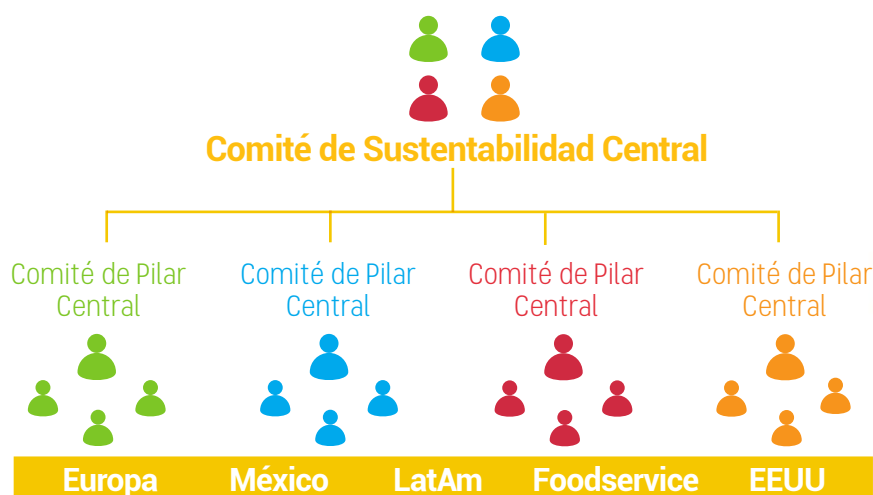 Comité de Sustentabilidad Central
Comité de Pilar
Central
Comité de Pilar
Central
Comité de Pilar
Central
Comité de Pilar
Central
Europa México LatAm Foodservice EEUU